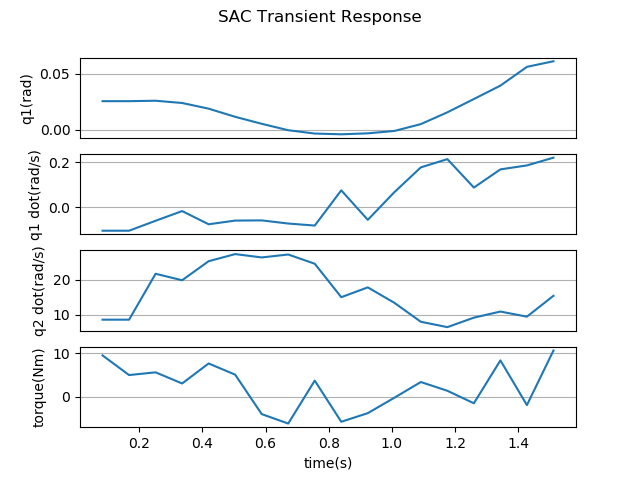 SAC Transient Response
q1(rad)
0.05
0.00
q1 dot(rad/s)
0.2
0.0
q2 dot(rad/s)
20
10
torque(Nm)
10
0
0.2 0.4 0.6 0.8 1.0 1.2 1.4
time(s)